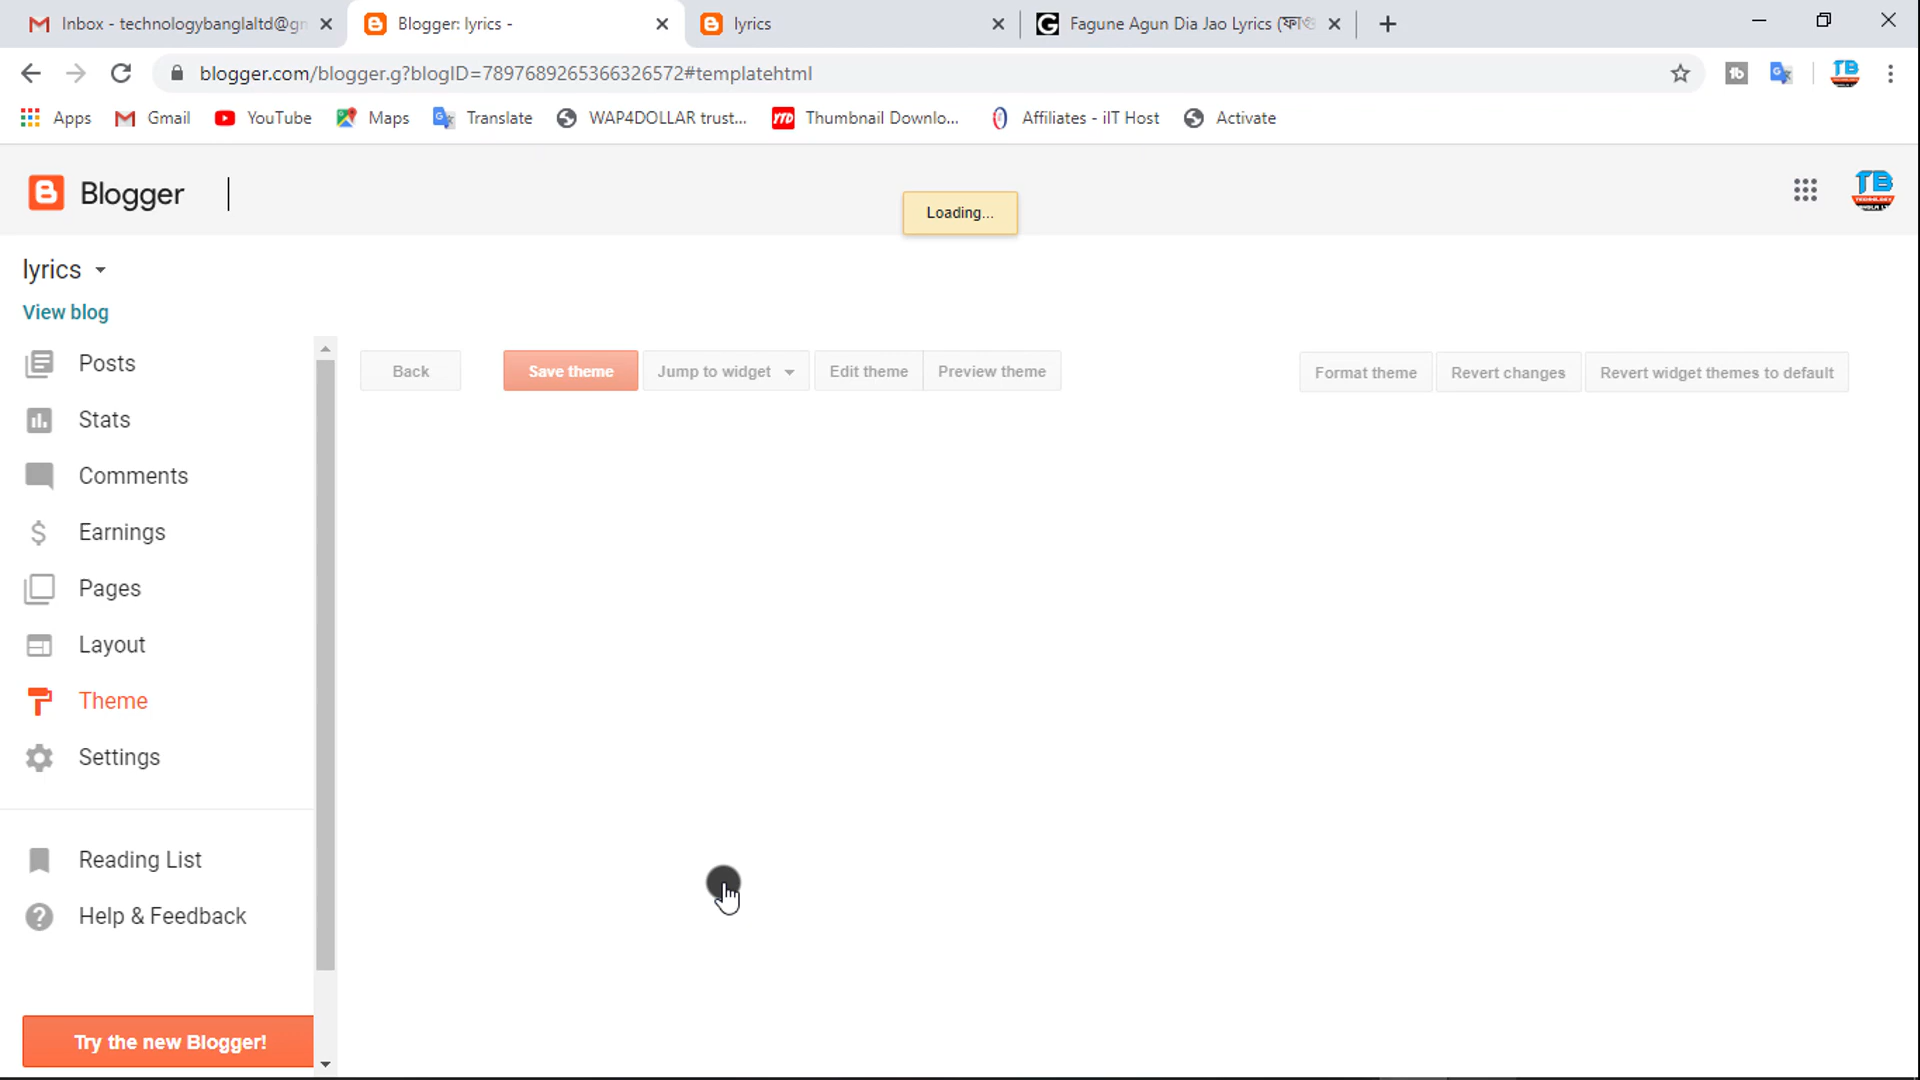 Inbox - technologybanglaltd@gm
Blogger: lyrics -
lyrics
Fagune Agun Dia Jao Lyrics (ফাগু
blogger.com/blogger.g?blogID=7897689265366326572#templatehtml
Apps
Gmail
YouTube
Maps
Translate
WAP4DOLLAR trust...
Thumbnail Downlo...
Affiliates - iIT Host
Activate
Blogger
Loading...
TB
lyrics
View blog
Posts
Back
Save theme
Jump to widget
Edit theme
Preview theme
Format theme
Revert changes
Revert widget themes to default
Stats
Comments
Earnings
Pages
Layout
Theme
Settings
Reading List
Help & Feedback
Try the new Blogger!